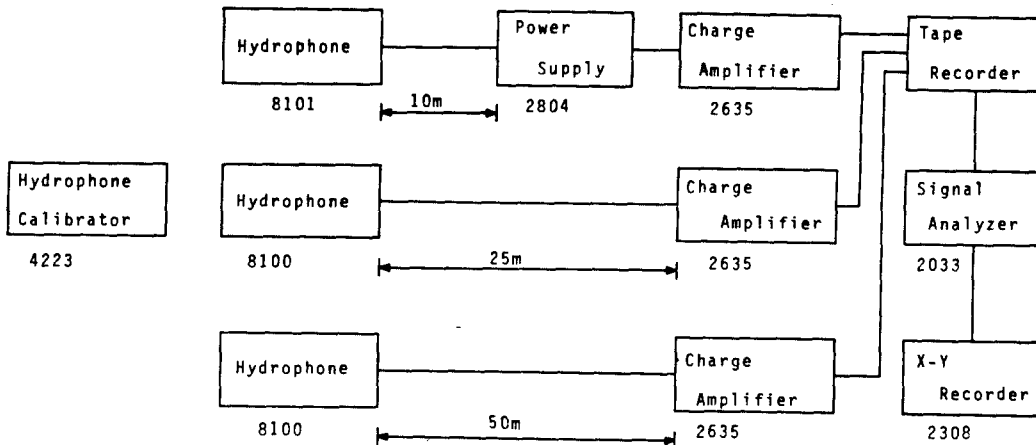 Hydrophone
8101
10m
Power
Supply
2804
Charge
Amplifier
2635
Tape
Recorder
Hydrophone
Calibrator
4223
Hydrophone
8100
25m
Charge
Amplifier
2635
Signal
Analyzer
2033
Hydrophone
8100
50m
Charge
Amplifier
2635
X-Y
Recorder
2308